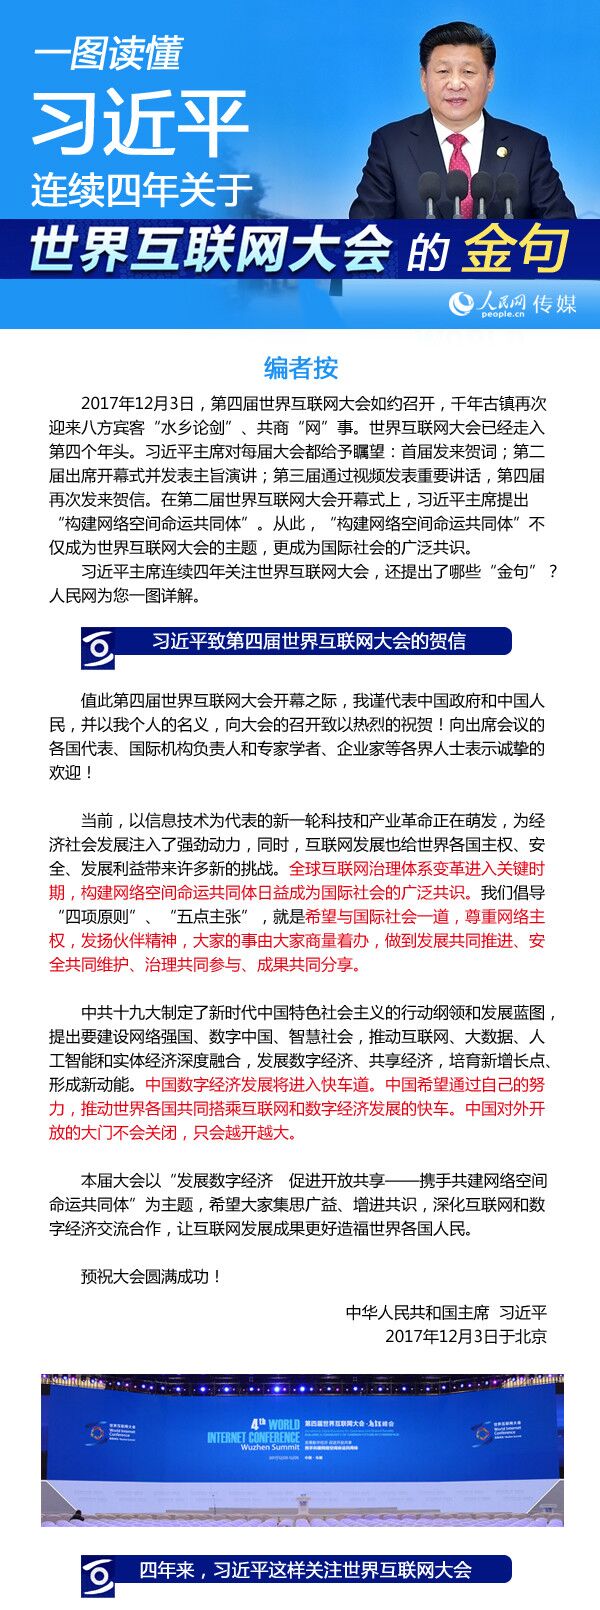 一图读懂
习近平
连续四年关于
世界互联网大会的金句
人民网 传媒
people.cn
编者按
2017年12月3日，第四届世界互联网大会如约召开，千年古镇再次
迎来八方宾客“水乡论剑”、共商“网”事。世界互联网大会已经走入
第四个年头。习近平主席对每届大会都给予瞩望：首届发来贺词；第二
届出席开幕式并发表主旨演讲；第三届通过视频发表重要讲话，第四届
再次发来贺信。在第二届世界互联网大会开幕式上，习近平主席提出
“构建网络空间命运共同体”。从此，“构建网络空间命运共同体”不
仅成为世界互联网大会的主题，更成为国际社会的广泛共识。
习近平主席连续四年关注世界互联网大会，还提出了哪些“金句”？
人民网为您一图详解。
习近平致第四届世界互联网大会的贺信
值此第四届世界互联网大会开幕之际，我谨代表中国政府和中国人
民，并以我个人的名义，向大会的召开致以热烈的祝贺！向出席会议的
各国代表、国际机构负责人和专家学者、企业家等各界人士表示诚挚的
欢迎！
当前，以信息技术为代表的新一轮科技和产业革命正在萌发，为经
济社会发展注入了强劲动力，同时，互联网发展也给世界各国主权、安
全、发展利益带来许多新的挑战。全球互联网治理体系变革进入关键时
期，构建网络空间命运共同体日益成为国际社会的广泛共识。我们倡导
“四项原则”、“五点主张”，就是希望与国际社会一道，尊重网络主
权，发扬伙伴精神，大家的事由大家商量着办，做到发展共同推进、安
全共同维护、治理共同参与、成果共同分享。
中共十九大制定了新时代中国特色社会主义的行动纲领和发展蓝图，
提出要建设网络强国、数字中国、智慧社会，推动互联网、大数据、人
工智能和实体经济深度融合，发展数字经济、共享经济，培育新增长点、
形成新动能。中国数字经济发展将进入快车道。中国希望通过自己的努
力，推动世界各国共同搭乘互联网和数字经济发展的快车。中国对外开
放的大门不会关闭，只会越开越大。
本届大会以“发展数字经济　促进开放共享——携手共建网络空间
命运共同体”为主题，希望大家集思广益、增进共识，深化互联网和数
字经济交流合作，让互联网发展成果更好造福世界各国人民。
预祝大会圆满成功！
中华人民共和国主席 习近平
2017年12月3日于北京
4th WORLD
INTERNET CONFERENCE
Wuzhen Summit
第四届世界互联网大会·乌镇峰会
世界互联网大会
World Internet
Conference
世界互联网大会
World Internet
Conference
四年来，习近平这样关注世界互联网大会